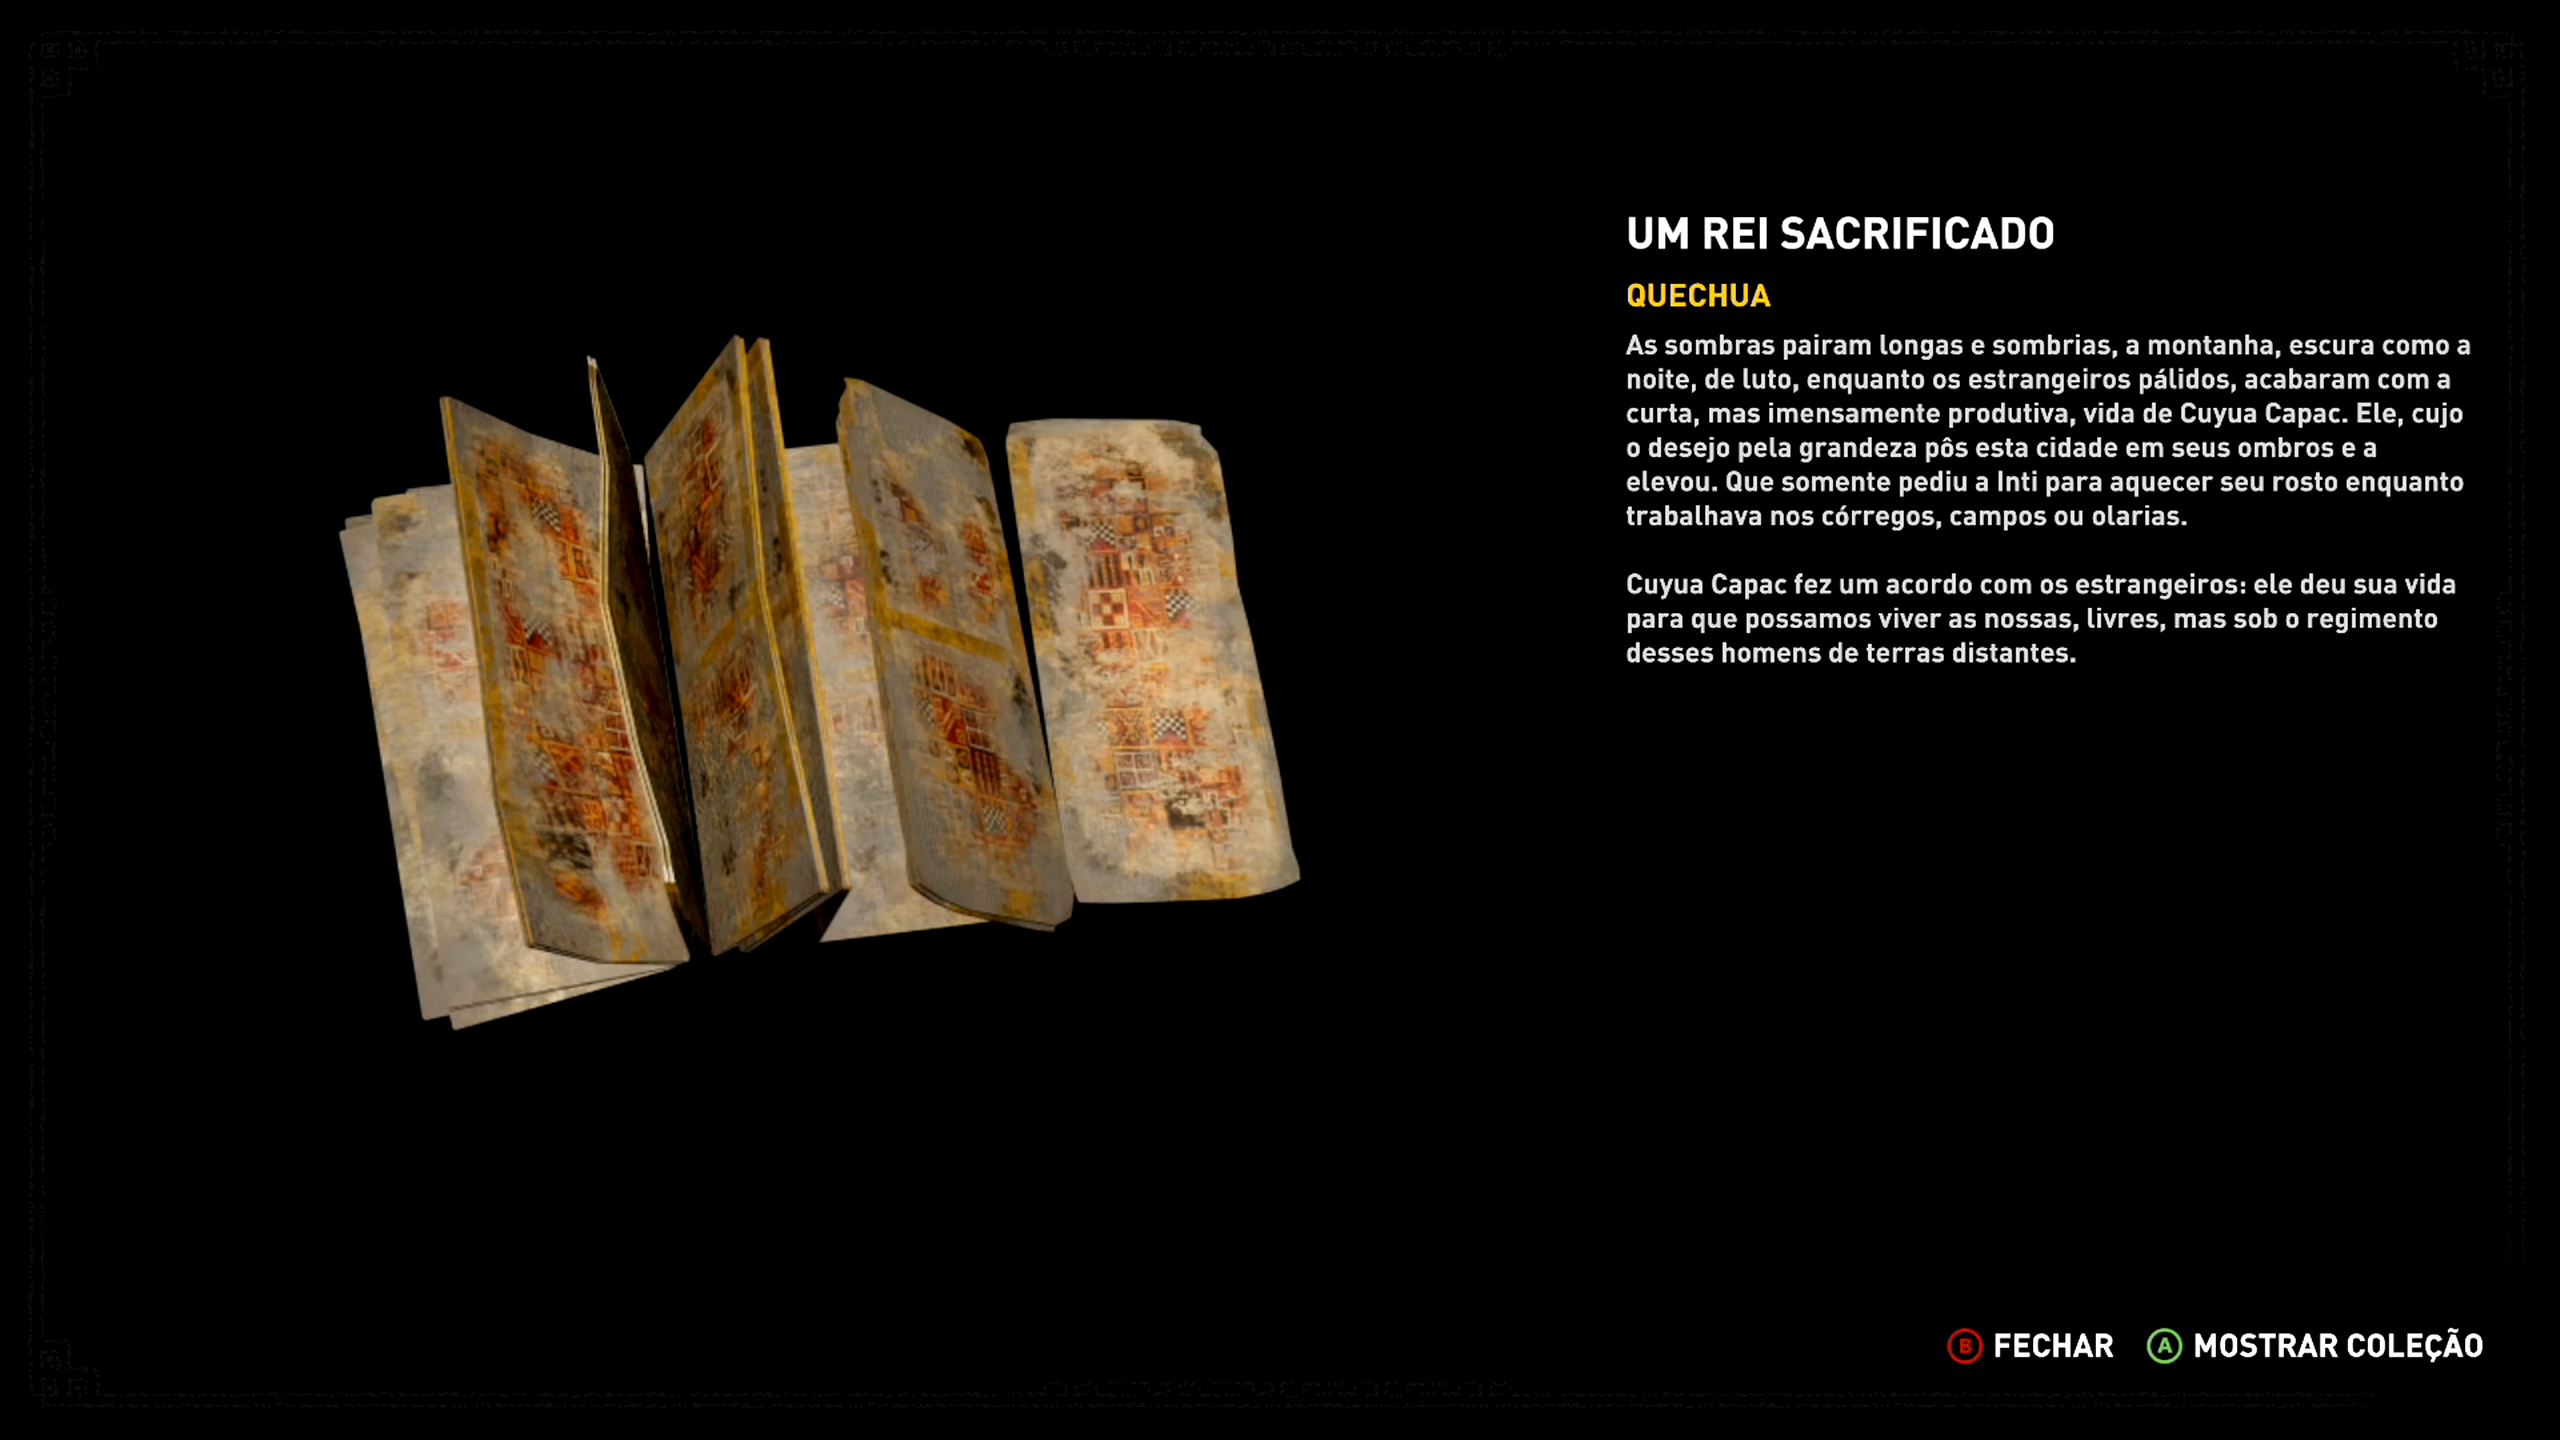 UM REI SACRIFICADO
QUECHUA
As sombras pairam longas e sombrias, a montanha, escura como a
noite, de luto, enquanto os estrangeiros pálidos, acabaram com a
curta, mas imensamente produtiva, vida de Cuyua Capac. Ele, cujo
o desejo pela grandeza pôs esta cidade em seus ombros e a
elevou. Que somente pediu a Inti para aquecer seu rosto enquanto
trabalhava nos córregos, campos ou olarias.
Cuyua Capac fez um acordo com os estrangeiros: ele deu sua vida
para que possamos viver as nossas, livres, mas sob o regimento
desses homens de terras distantes.
B FECHAR A MOSTRAR COLEÇÃO